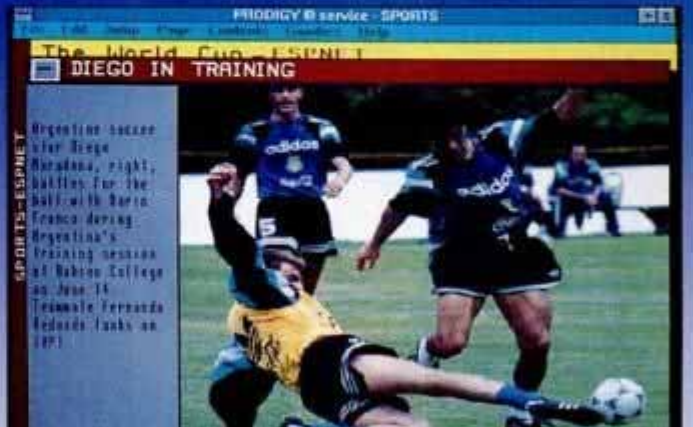 PRODIGY ® service - SPORTS
Help
The World Cup - ESPNET
DIEGO IN TRAINING
SPORTS-ESPNET
Argentine soccer
star Diego
Maradona, right,
battles for the
ball with Dario
Franco during
Argentina's
training session
at Babson College
on June 14
Teammate Fernando
Redondo looks on
adidas
adidas
5